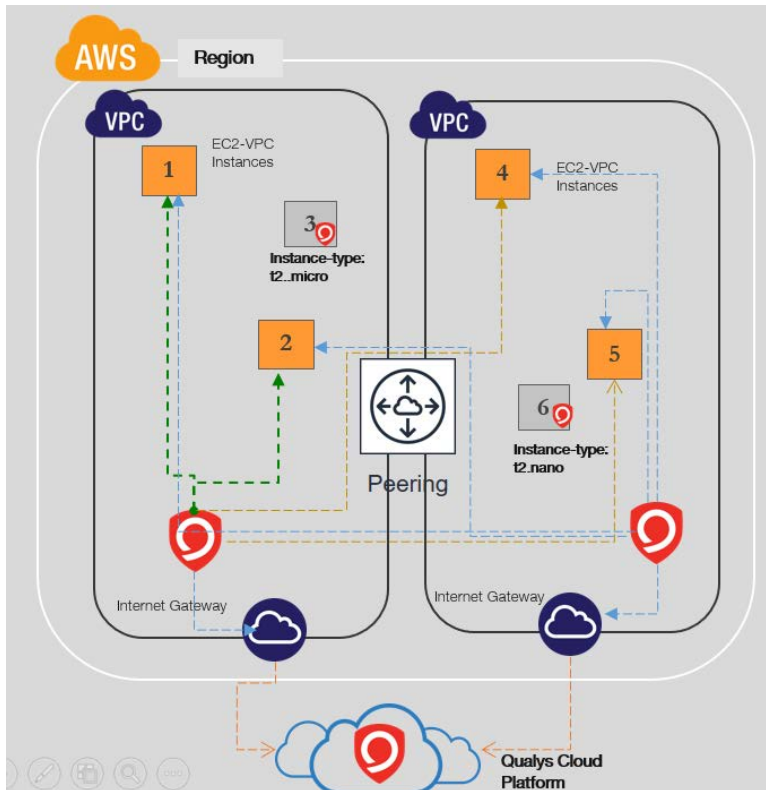 AWS
Region
VPC
EC2-VPC
Instances
1
3
Instance-type:
t2..micro
2
VPC
4
EC2-VPC
Instances
5
6
Instance-type:
t2.nano
Peering
Internet Gateway
Internet Gateway
Qualys Cloud
Platform